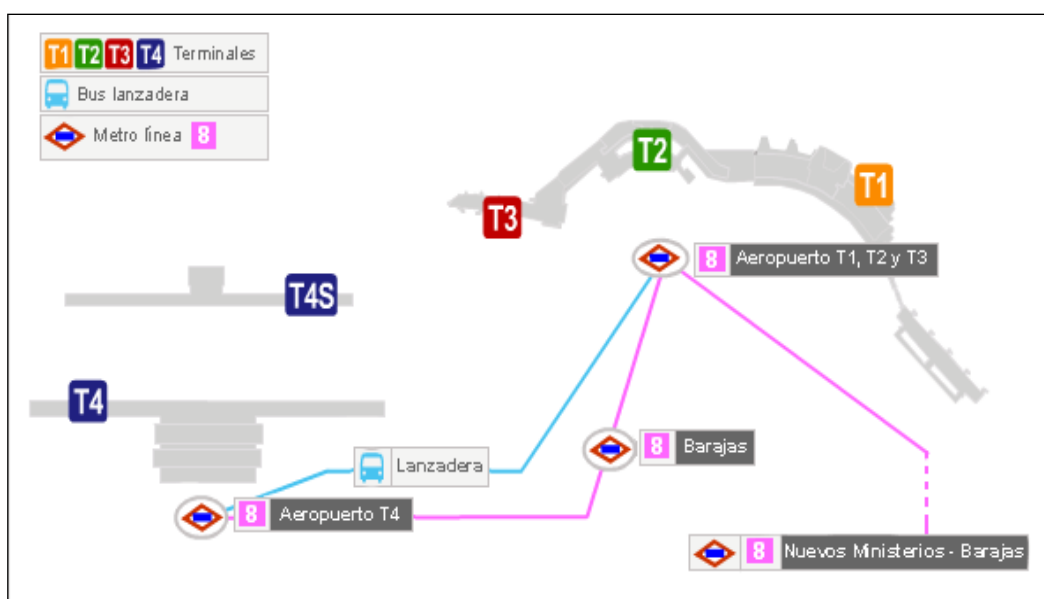 T1 T2 T3 T4 Terminales
Bus lanzadera
Metro línea 8
T2
T1
T3
8 Aeropuerto T1, T2 y T3
T4S
T4
8 Barajas
Lanzadera
8 Aeropuerto T4
8 Nuevos Ministerios - Barajas